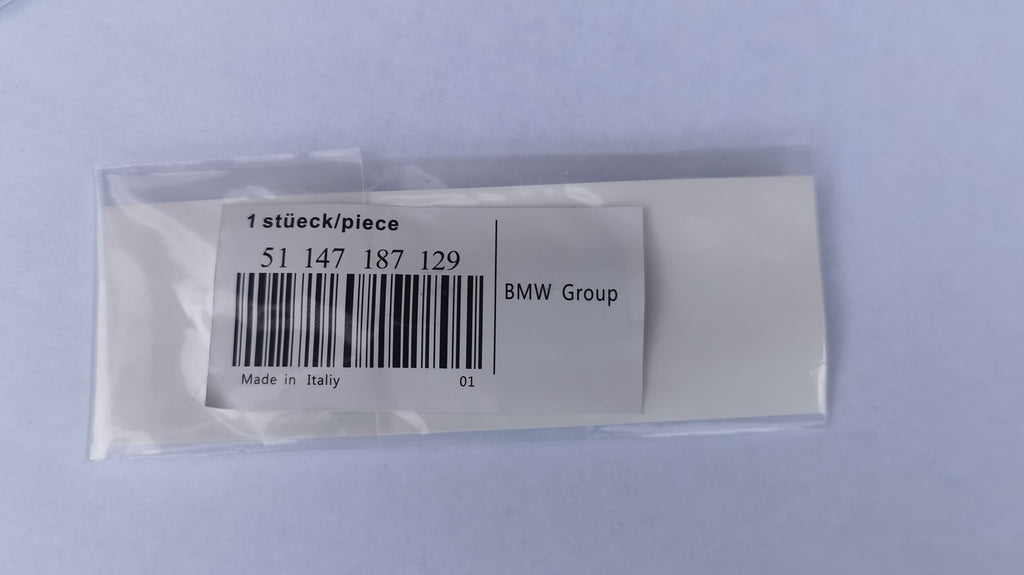 1 stüeck/piece
51 147 187 129
BMW Group
Made in Italiy
01